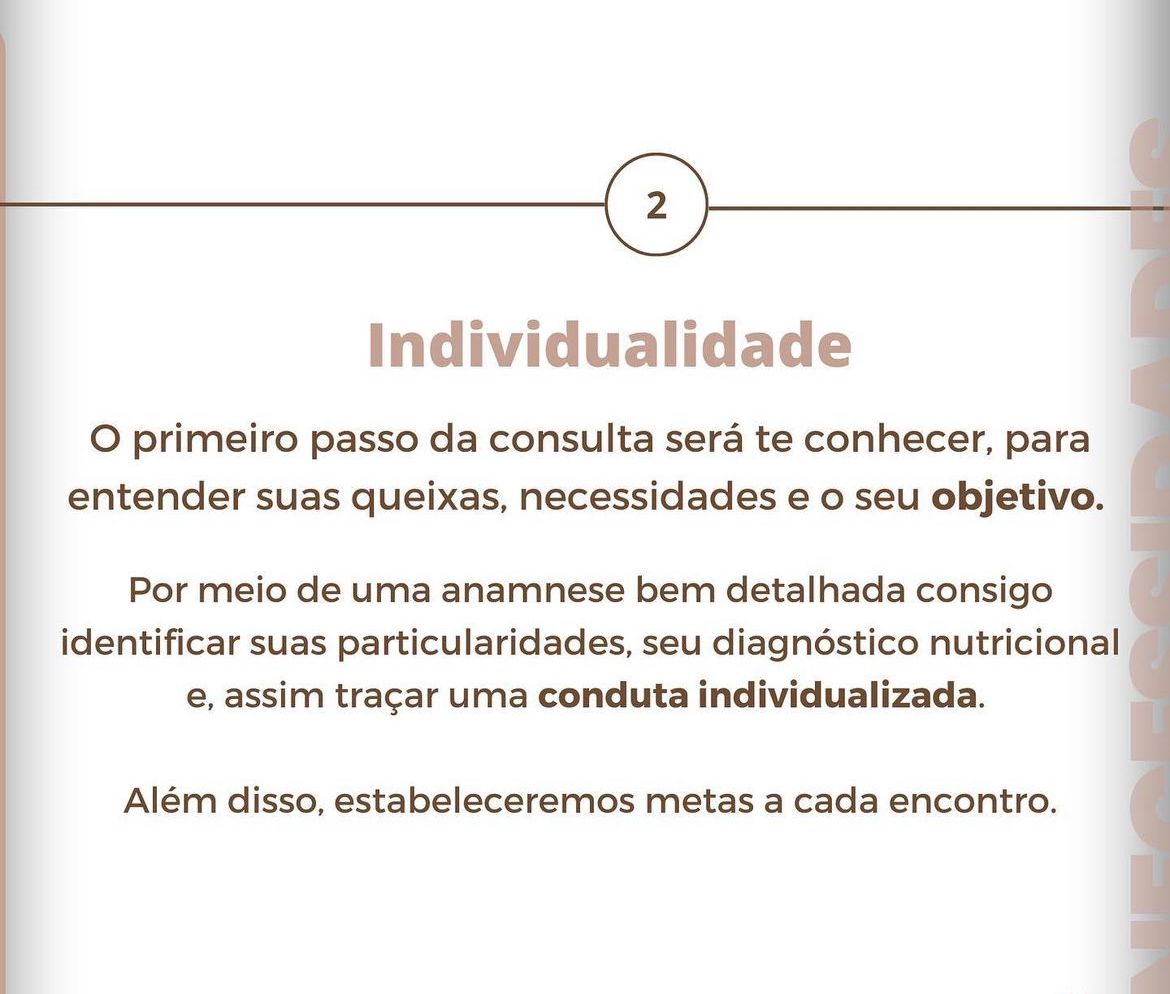 2
Individualidade
O primeiro passo da consulta será te conhecer, para
entender suas queixas, necessidades e o seu objetivo.
Por meio de uma anamnese bem detalhada consigo
identificar suas particularidades, seu diagnóstico nutricional
e, assim traçar uma conduta individualizada.
Além disso, estabeleceremos metas a cada encontro.
NECESSIDADES